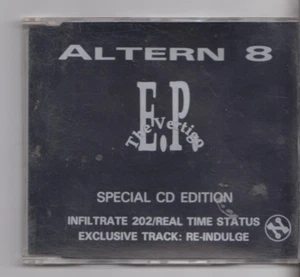 ALTERN 8
E.P.
The Vertigo
SPECIAL CD EDITION
INFILTRATE 202/REAL TIME STATUS
EXCLUSIVE TRACK: RE-INDULGE